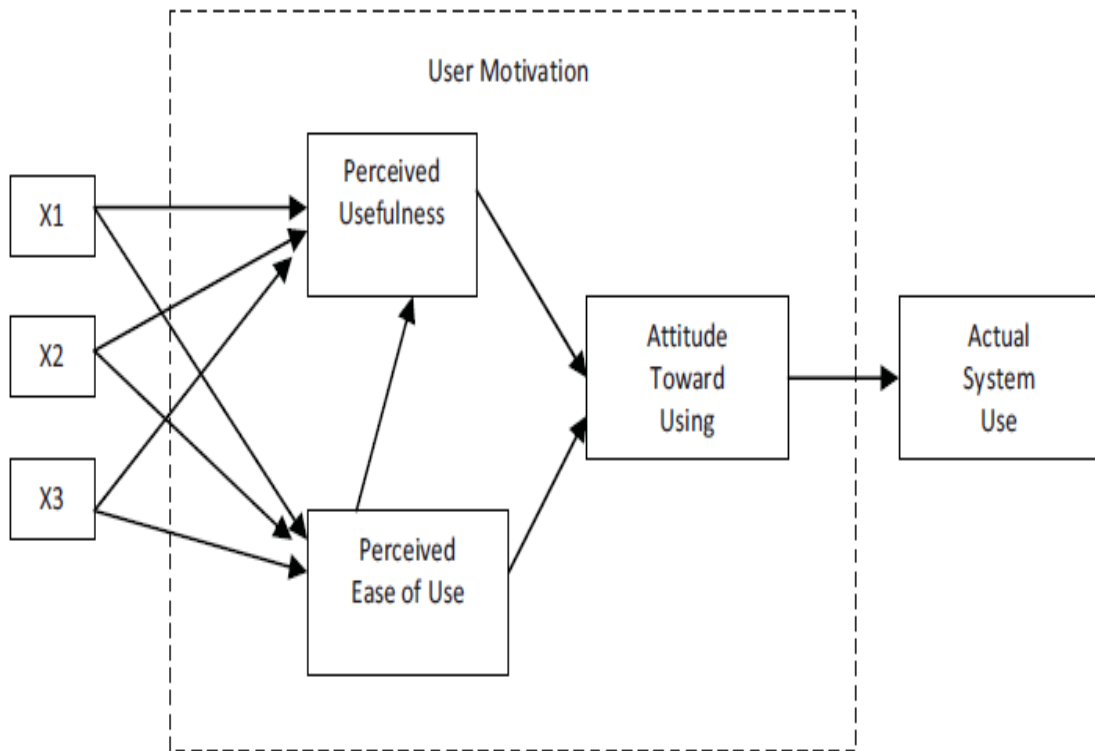 User Motivation
Perceived
Usefulness
X1
X2
X3
Attitude
Toward
Using
Actual
System
Use
Perceived
Ease of Use